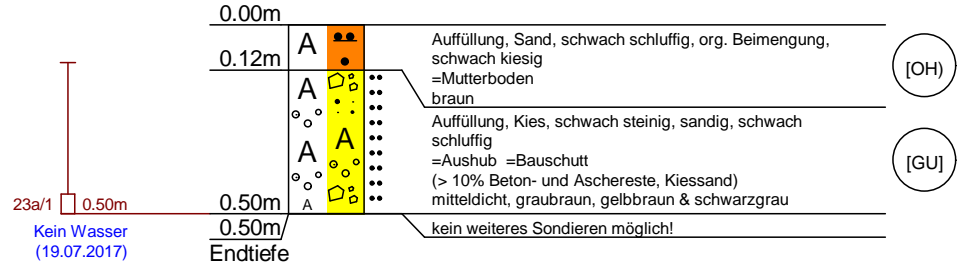 0.00m
A
Auffüllung, Sand, schwach schluffig, org. Beimengung,
schwach kiesig
=Mutterboden
braun
[OH)
0.12m
A
A
A
A
Auffüllung, Kies, schwach steinig, sandig, schwach
schluffig
=Aushub =Bauschutt
(> 10% Beton- und Aschereste, Kiessand)
mitteldicht, graubraun, gelbbraun & schwarzgrau
[GU]
23a/1 0.50m
0.50m
Kein Wasser
(19.07.2017)
0.50m
Endtiefe
kein weiteres Sondieren möglich!